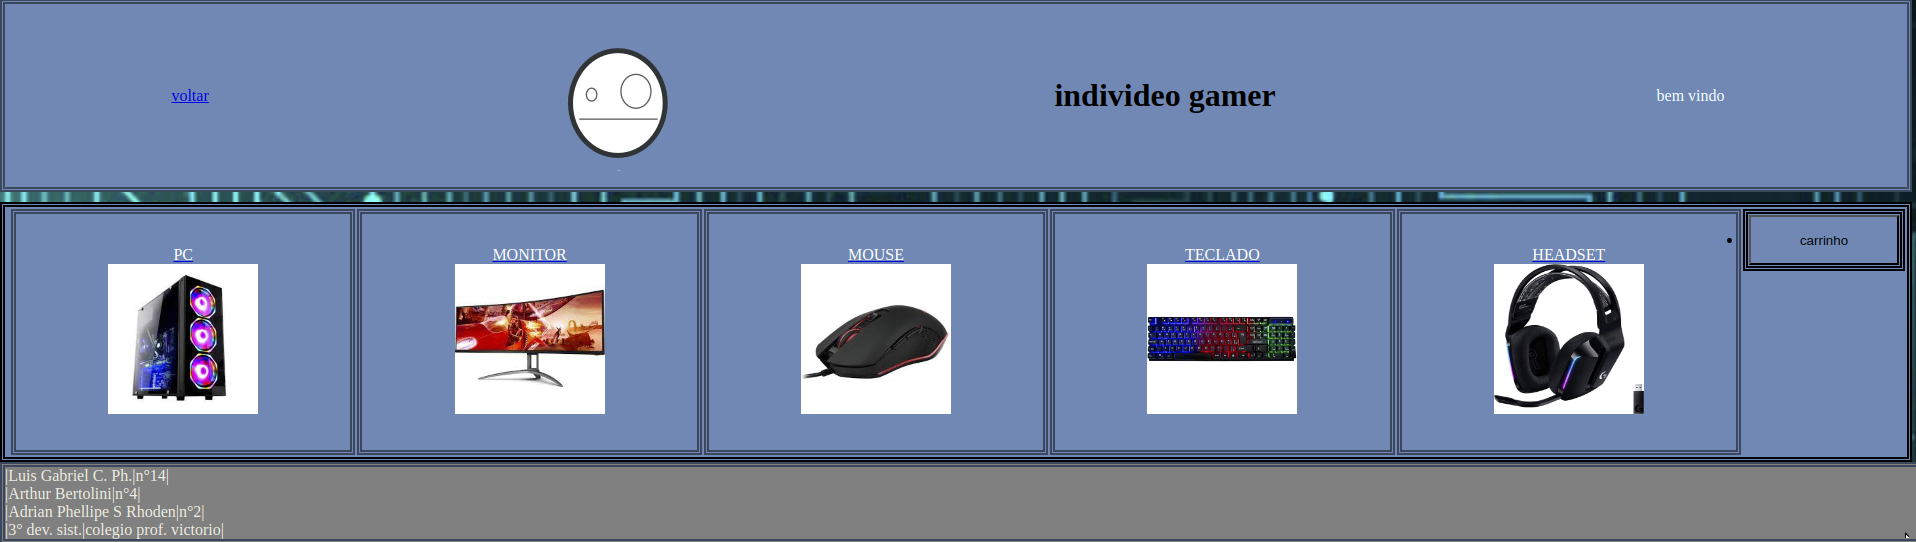 voltar
individeo gamer
bem vindo
PC
MONITOR
MOUSE
TECLADO
HEADSET
carrinho
|Luis Gabriel C. Ph.|n°14|
|Arthur Bertolini|n°4|
|Adrian Phellipe S Rhoden|n°2|
|3° dev. sist.|colegio prof. victorio|